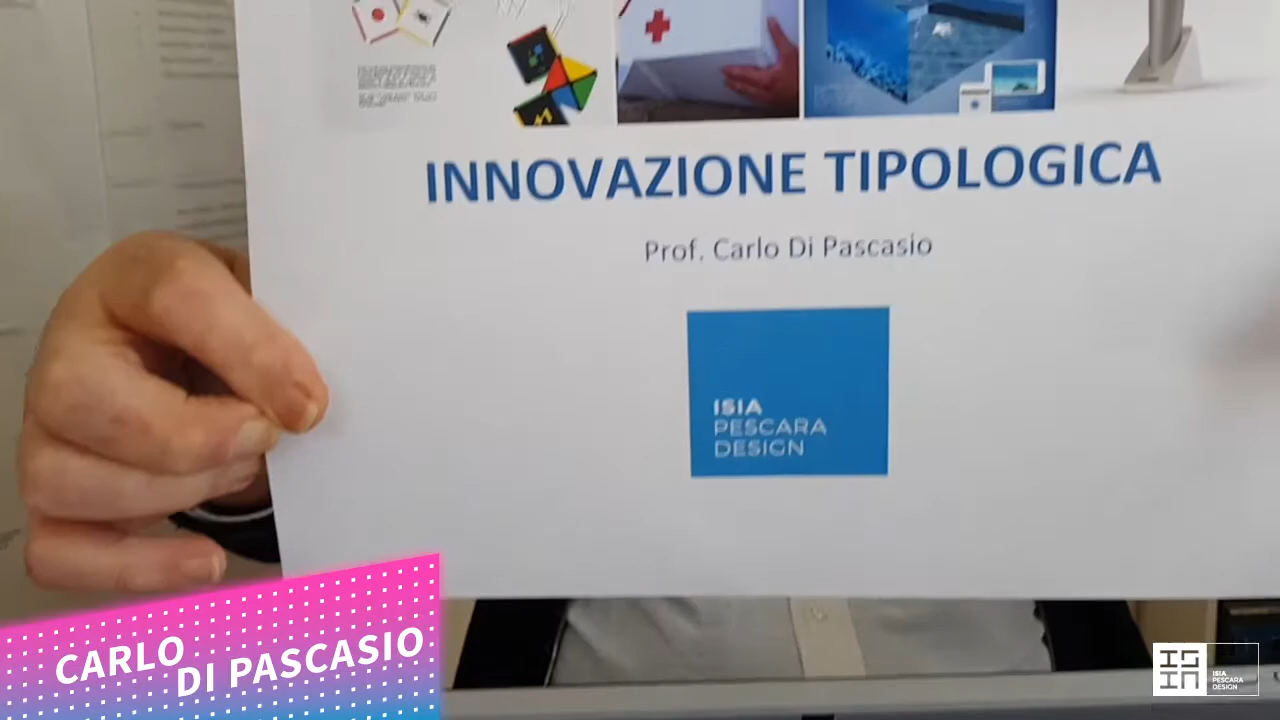 INNOVAZIONE TIPOLOGICA
Prof. Carlo Di Pascasio
ISIA
PESCARA
DESIGN
CARLO
DI PASCASIO
ISIA
PESCARA
DESIGN